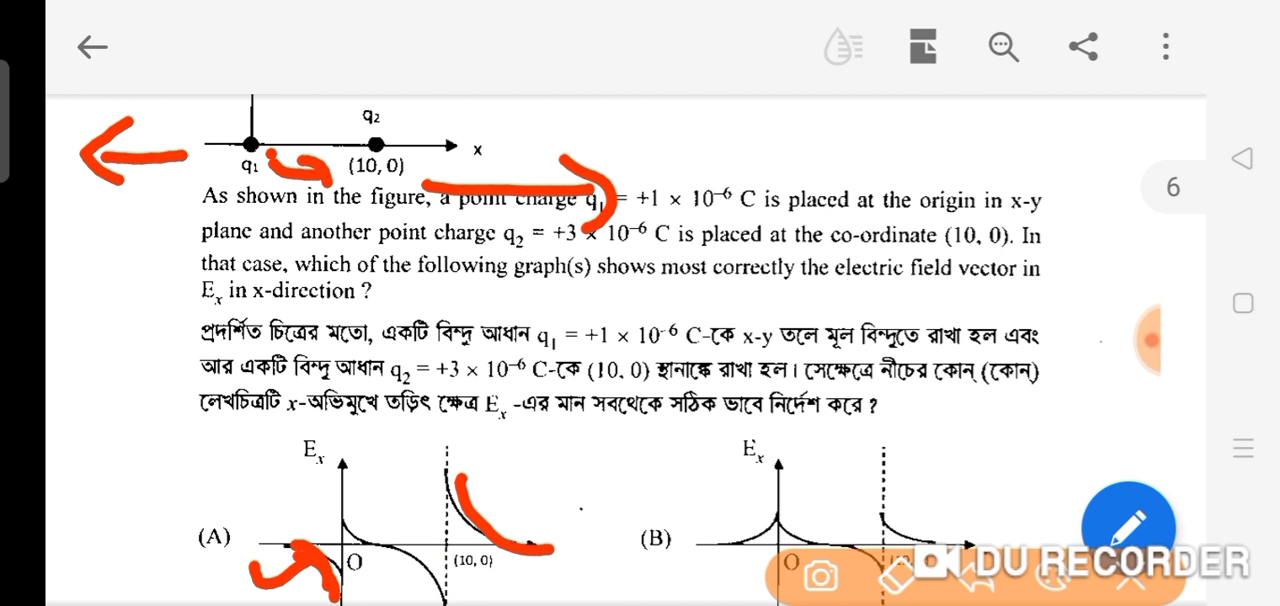 6
q2
x
q1 (10, 0)
As shown in the figure, a point charge q1 = +1 × 10⁻⁶ C is placed at the origin in x-y
plane and another point charge q2 = +3 × 10⁻⁶ C is placed at the co-ordinate (10, 0). In
that case, which of the following graph(s) shows most correctly the electric field vector in
Ex in x-direction ?
প্রদর্শিত চিত্রের মতো, একটি বিন্দু আধান q1 = +1 × 10⁻⁶ C-কে x-y তলে মূল বিন্দুতে রাখা হল এবং
আর একটি বিন্দু আধান q2 = +3 × 10⁻⁶ C-কে (10, 0) স্থানাঙ্কে রাখা হল। সেক্ষেত্রে নীচের কোন্ (কোন)
লেখচিত্রটি x-অভিমুখে তড়িৎ ক্ষেত্র Ex -এর মান সবথেকে সঠিক ভাবে নির্দেশ করে ?
Ex Ex
(A) (B)
O (10, 0) O
DU RECORDER